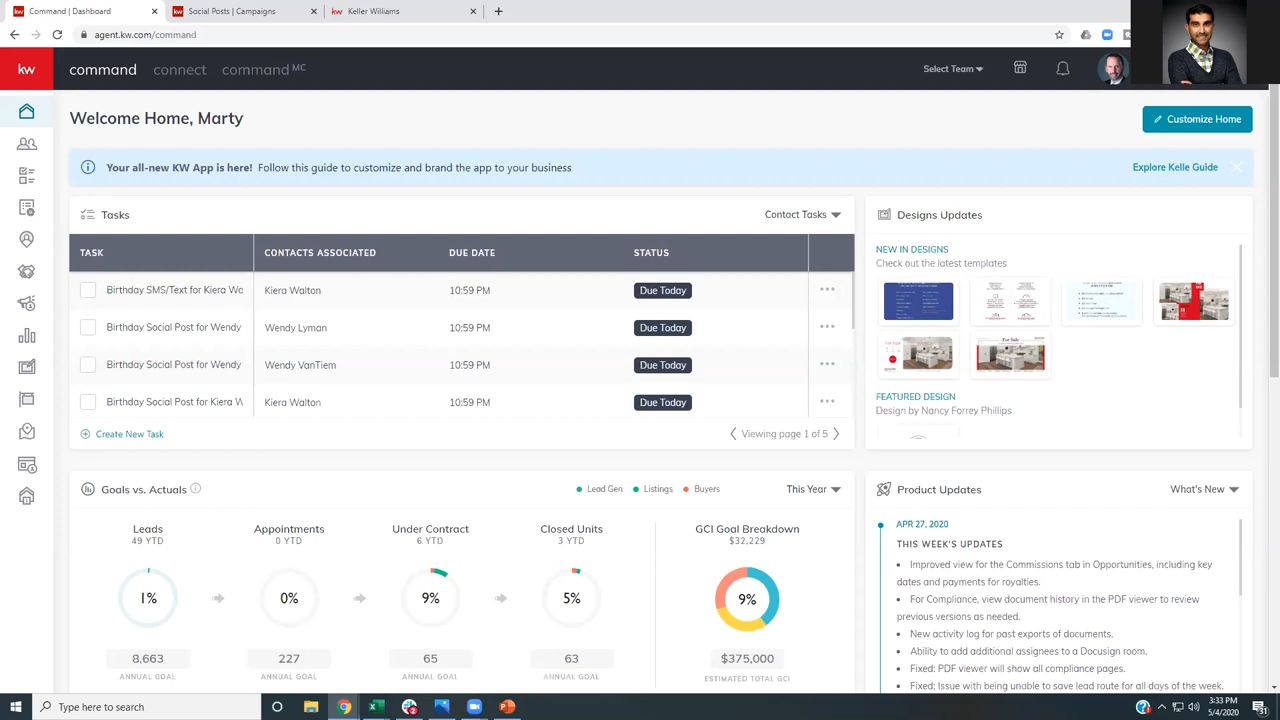 Command | Dashboard
Social Posts | Campaigns
kw Keller Williams
agent.kw.com/command
kw
command connect command MC
Select Team
Welcome Home, Marty
Customize Home
Your all-new KW App is here! Follow this guide to customize and brand the app to your business
Explore Kelle Guide
Tasks
Contact Tasks
TASK CONTACTS ASSOCIATED DUE DATE STATUS
Birthday SMS/Text for Kiera Wa Kiera Walton 10:59 PM Due Today
Birthday Social Post for Wendy Wendy Lyman 10:59 PM Due Today
Birthday Social Post for Wendy Wendy VanTiem 10:59 PM Due Today
Birthday Social Post for Kiera W Kiera Walton 10:59 PM Due Today
Create New Task
Viewing page 1 of 5
Designs Updates
NEW IN DESIGNS
Check out the latest templates
For Sale
FEATURED DESIGN
Design by Nancy Forrey Phillips
Goals vs. Actuals
Lead Gen Listings Buyers
This Year
Leads Appointments Under Contract Closed Units GCI Goal Breakdown
49 YTD 0 YTD 6 YTD 3 YTD $32,229
1% 0% 9% 5% 9%
8,663 227 65 63 $375,000
ANNUAL GOAL ANNUAL GOAL ANNUAL GOAL ANNUAL GOAL ESTIMATED TOTAL GCI
Product Updates
What's New
APR 27, 2020
THIS WEEK'S UPDATES
• Improved view for the Commissions tab in Opportunities, including key
dates and payments for royalties.
• For Compliance, view document history in the PDF viewer to review
previous versions as needed.
• New activity log for past exports of documents.
• Ability to add additional assignees to a Docusign room.
• Fixed: PDF viewer will show all compliance pages.
• Fixed: Issue with being unable to save lead route for all days of the week.
Type here to search
3:33 PM
5/4/2020